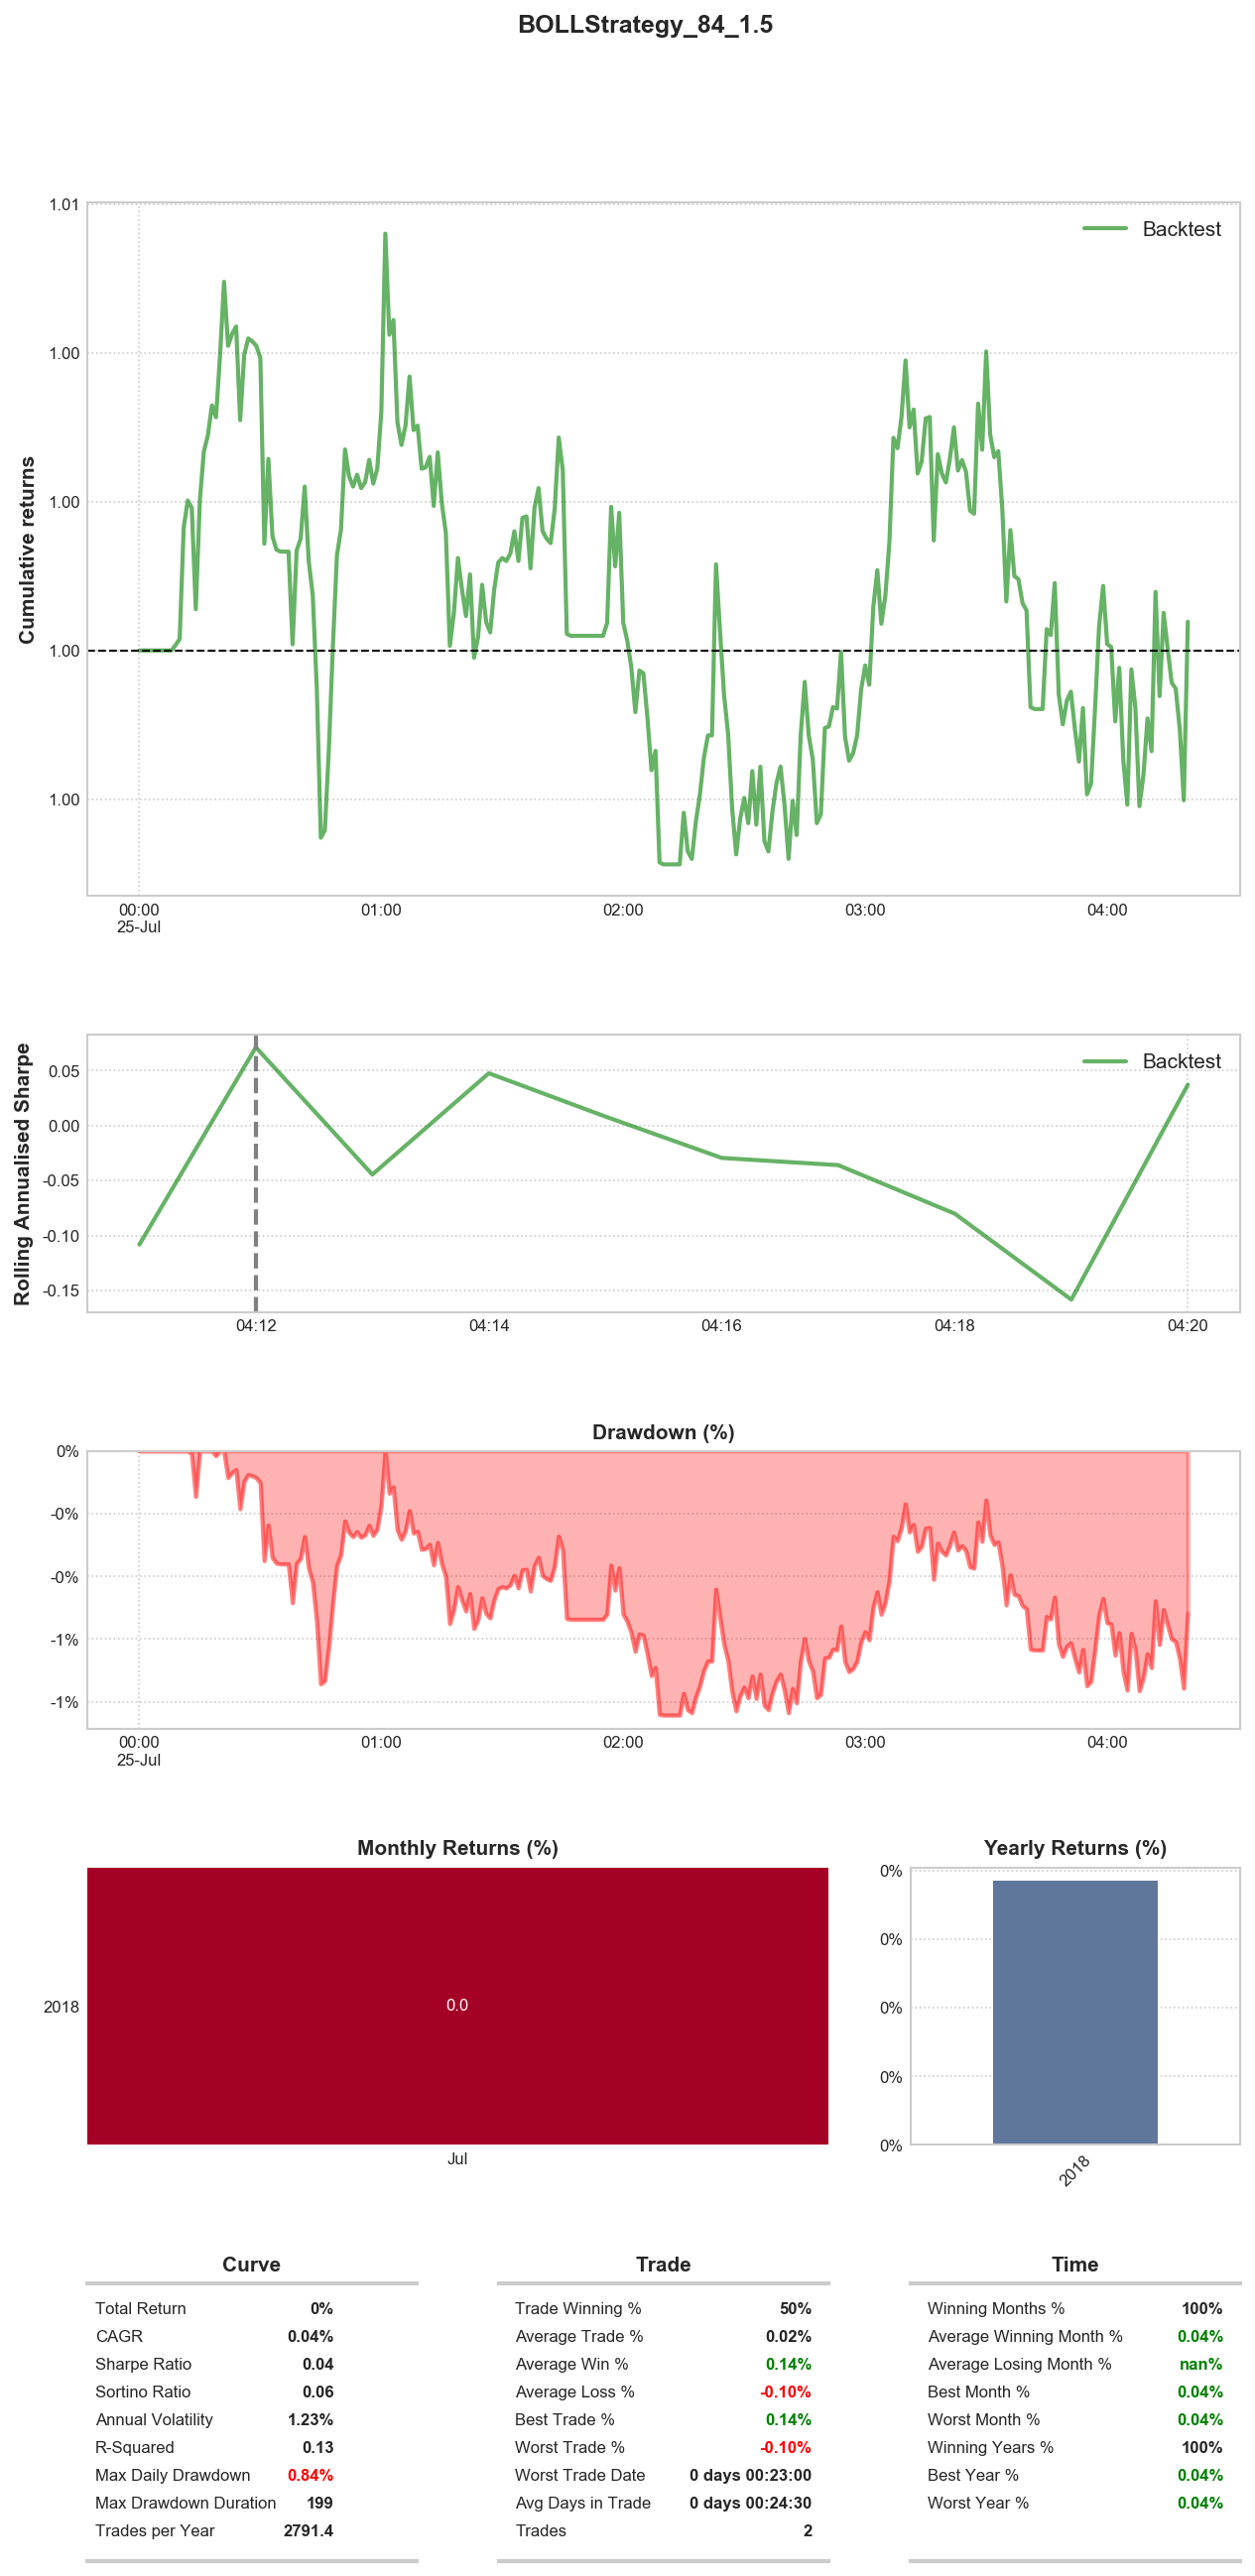 BOLLStrategy_84_1.5
1.01
1.00
1.00
1.00
1.00
Cumulative returns
Backtest
00:00 01:00 02:00 03:00 04:00
25-Jul
Rolling Annualised Sharpe
Backtest
0.05
0.00
-0.05
-0.10
-0.15
04:12 04:14 04:16 04:18 04:20
Drawdown (%)
0%
-0%
-0%
-1%
-1%
00:00 01:00 02:00 03:00 04:00
25-Jul
Monthly Returns (%)
2018
0.0
Jul
Yearly Returns (%)
0%
0%
0%
0%
0%
2018
Curve
Total Return 0%
CAGR 0.04%
Sharpe Ratio 0.04
Sortino Ratio 0.06
Annual Volatility 1.23%
R-Squared 0.13
Max Daily Drawdown 0.84%
Max Drawdown Duration 199
Trades per Year 2791.4
Trade
Trade Winning % 50%
Average Trade % 0.02%
Average Win % 0.14%
Average Loss % -0.10%
Best Trade % 0.14%
Worst Trade % -0.10%
Worst Trade Date 0 days 00:23:00
Avg Days in Trade 0 days 00:24:30
Trades 2
Time
Winning Months % 100%
Average Winning Month % 0.04%
Average Losing Month % nan%
Best Month % 0.04%
Worst Month % 0.04%
Winning Years % 100%
Best Year % 0.04%
Worst Year % 0.04%